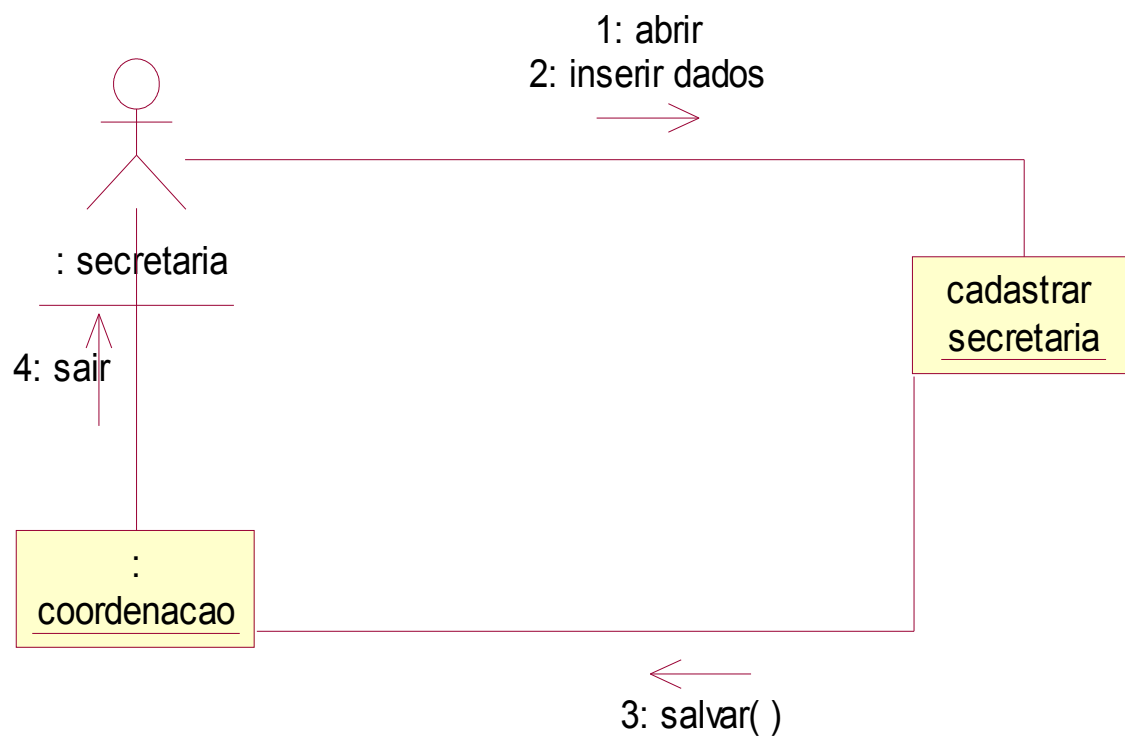 1: abrir
2: inserir dados
: secretaria
cadastrar
secretaria
4: sair
:
coordenacao
3: salvar( )